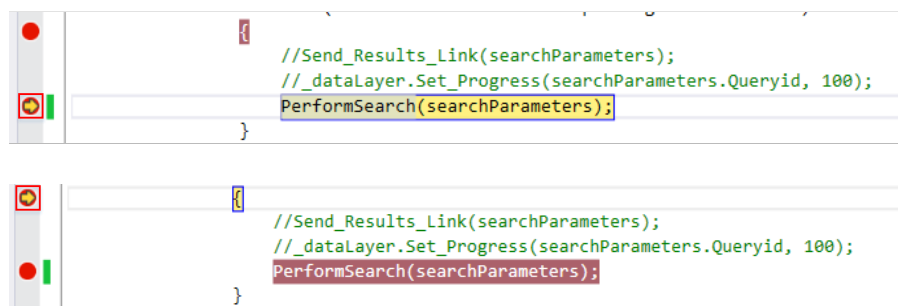 {
//Send_Results_Link(searchParameters);
//_dataLayer.Set_Progress(searchParameters.Queryid, 100);
PerformSearch(searchParameters);
}
{
//Send_Results_Link(searchParameters);
//_dataLayer.Set_Progress(searchParameters.Queryid, 100);
PerformSearch(searchParameters);
}